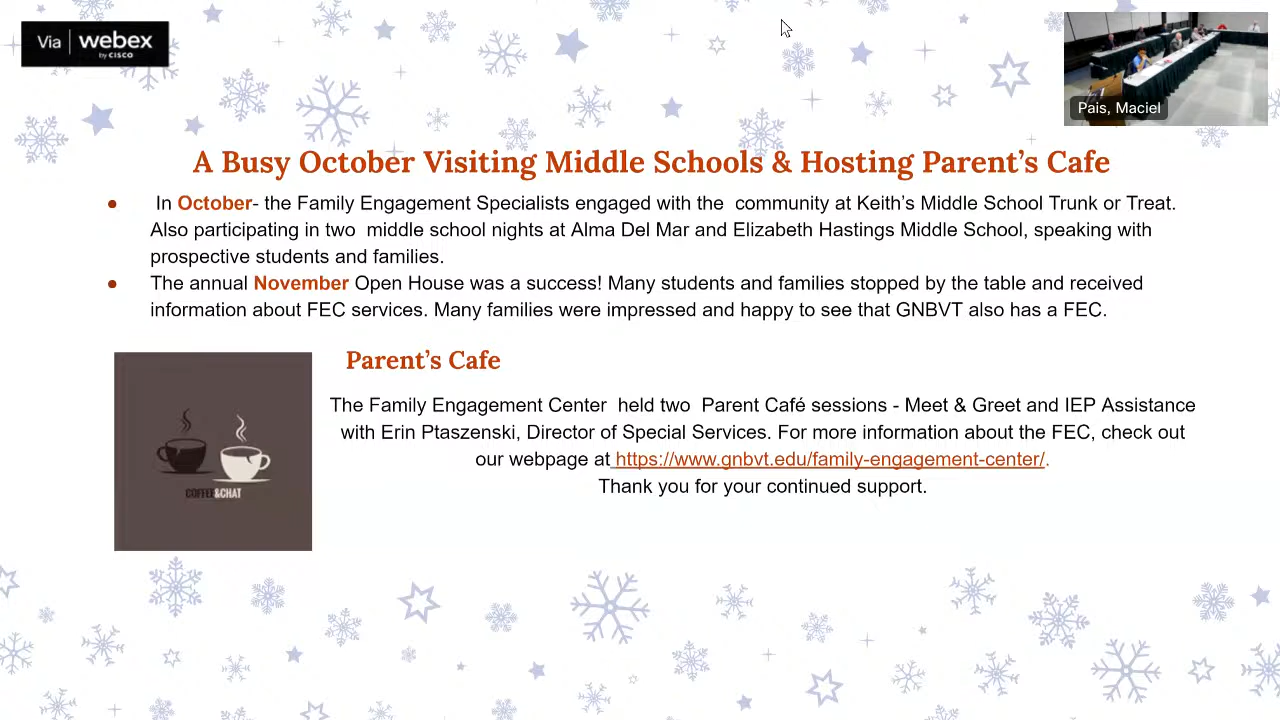 Via webex
by CISCO
Pais, Maciel
A Busy October Visiting Middle Schools & Hosting Parent's Cafe
● In October- the Family Engagement Specialists engaged with the community at Keith's Middle School Trunk or Treat.
Also participating in two middle school nights at Alma Del Mar and Elizabeth Hastings Middle School, speaking with
prospective students and families.
● The annual November Open House was a success! Many students and families stopped by the table and received
information about FEC services. Many families were impressed and happy to see that GNBVT also has a FEC.
Parent's Cafe
The Family Engagement Center held two Parent Café sessions - Meet & Greet and IEP Assistance
with Erin Ptaszenski, Director of Special Services. For more information about the FEC, check out
our webpage at https://www.gnbvt.edu/family-engagement-center/.
Thank you for your continued support.
COFFEE&CHAT